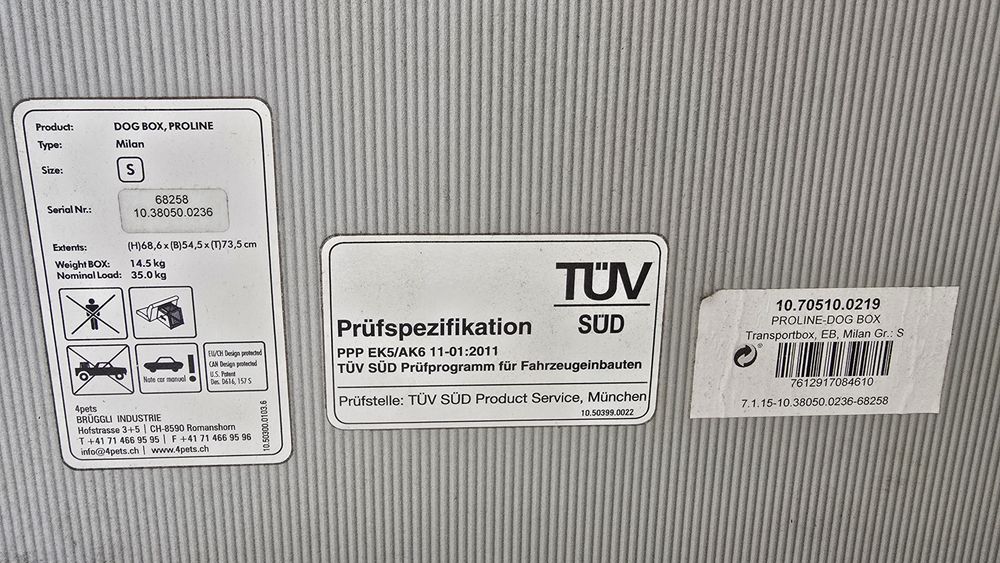 Product: DOG BOX, PROLINE
Type: Milan
Size: S
Serial Nr.: 68258
10.38050.0236
Extents: (H)68,6 x (B)54,5 x (T)73,5 cm
Weight BOX: 14.5 kg
Nominal Load: 35.0 kg
Note car manual !
EU/CH Design protected
CAN Design protected
U.S. Patent
Des. D616, 157 S
4pets
BRÜGGLI INDUSTRIE
Hofstrasse 3+5 | CH-8590 Romanshorn
T +41 71 466 95 95 | F +41 71 466 95 96
info@4pets.ch | www.4pets.ch
10.50300.0103.6
TÜV
SÜD
Prüfspezifikation
PPP EK5/AK6 11-01:2011
TÜV SÜD Prüfprogramm für Fahrzeugeinbauten
Prüfstelle: TÜV SÜD Product Service, München
10.50399.0022
10.70510.0219
PROLINE-DOG BOX
Transportbox, EB, Milan Gr.: S
7612917084610
7.1.15-10.38050.0236-68258